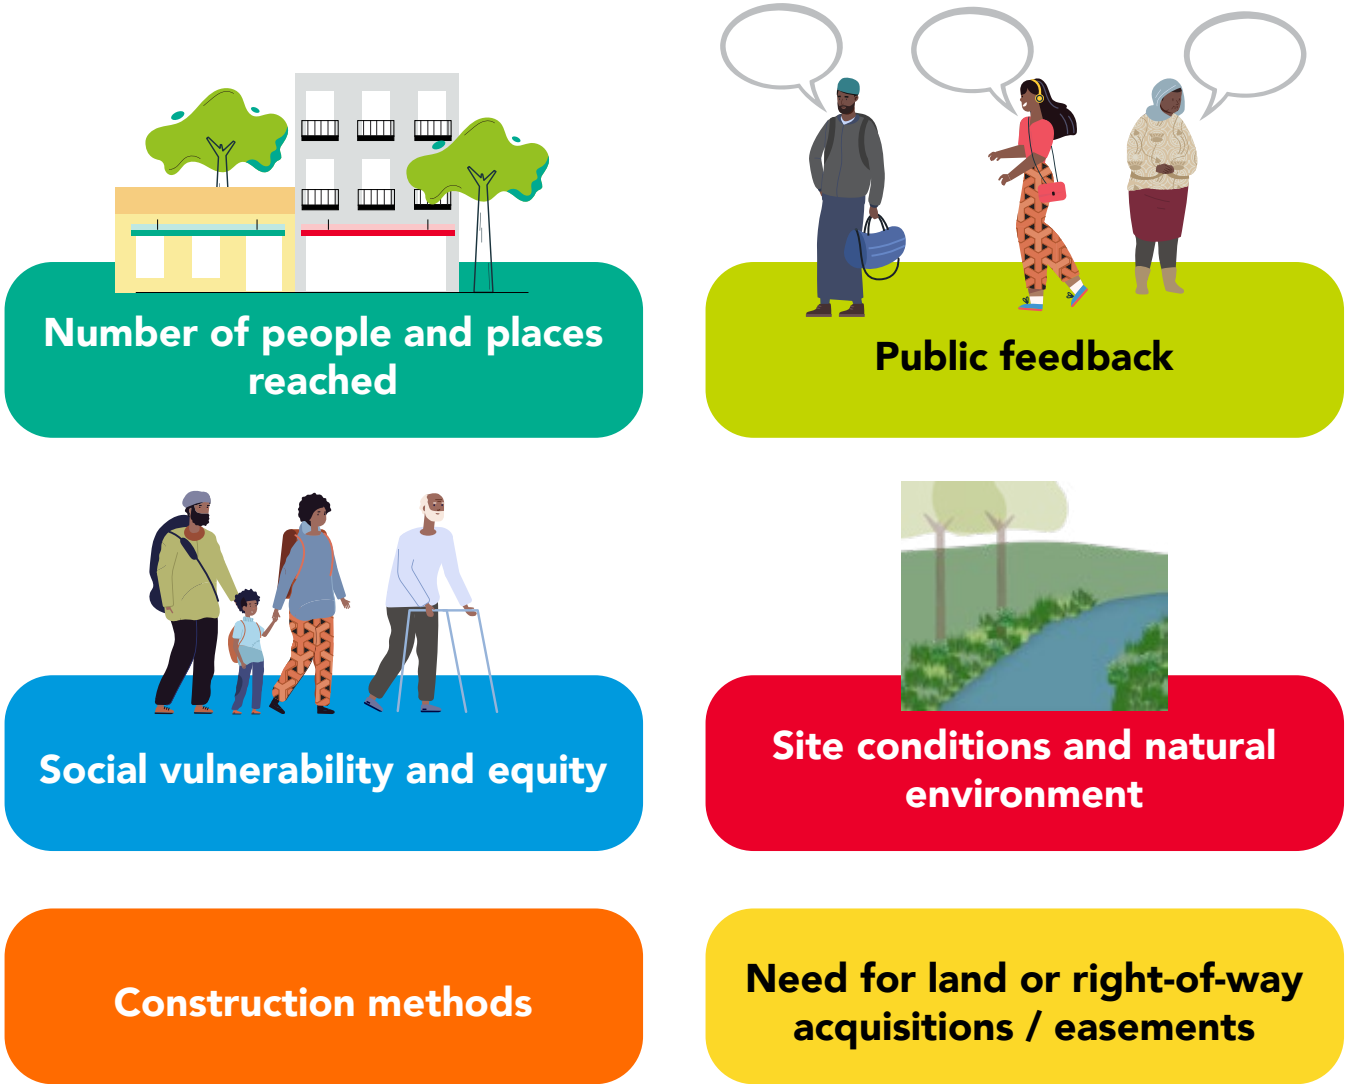 Number of people and places
reached
Public feedback
Social vulnerability and equity
Site conditions and natural
environment
Construction methods
Need for land or right-of-way
acquisitions / easements